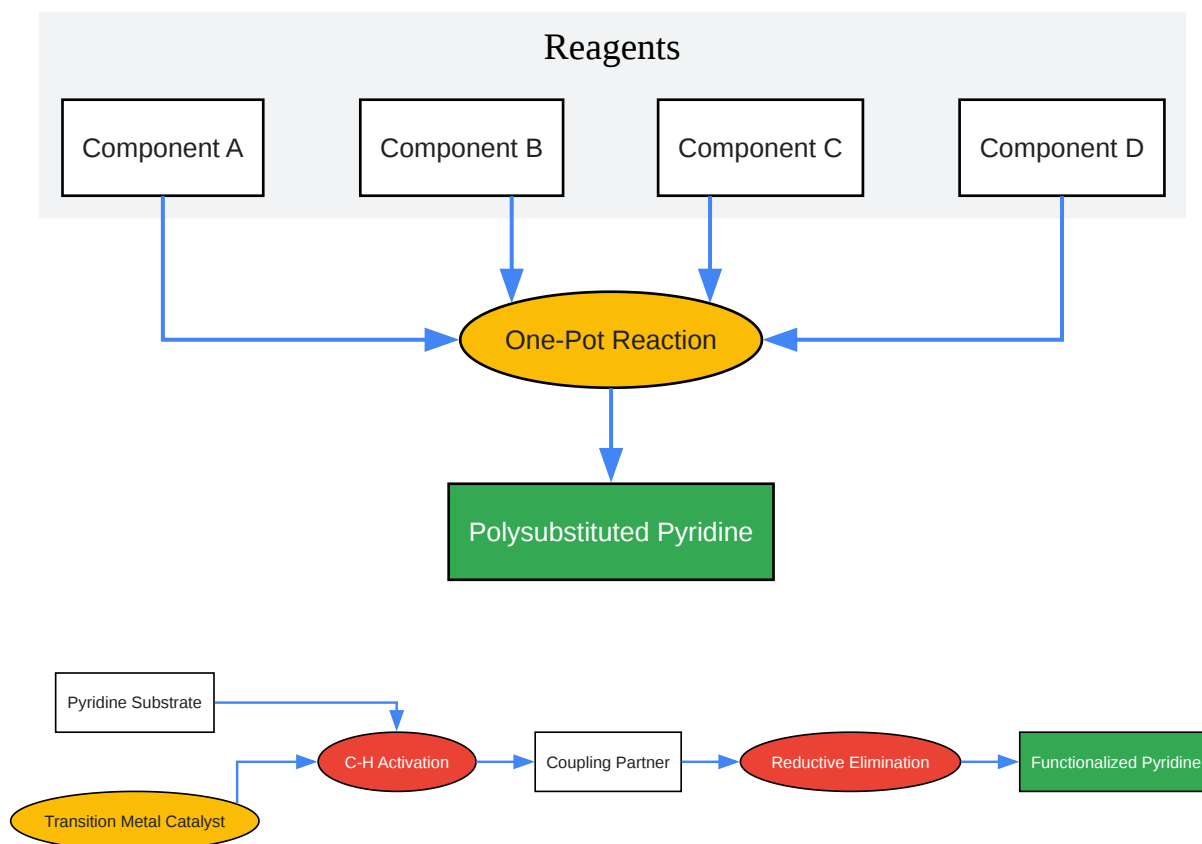 Reagents
Component A
Component B
Component C
Component D
One-Pot Reaction
Polysubstituted Pyridine
Pyridine Substrate
C-H Activation
Coupling Partner
Reductive Elimination
Functionalized Pyridine
Transition Metal Catalyst